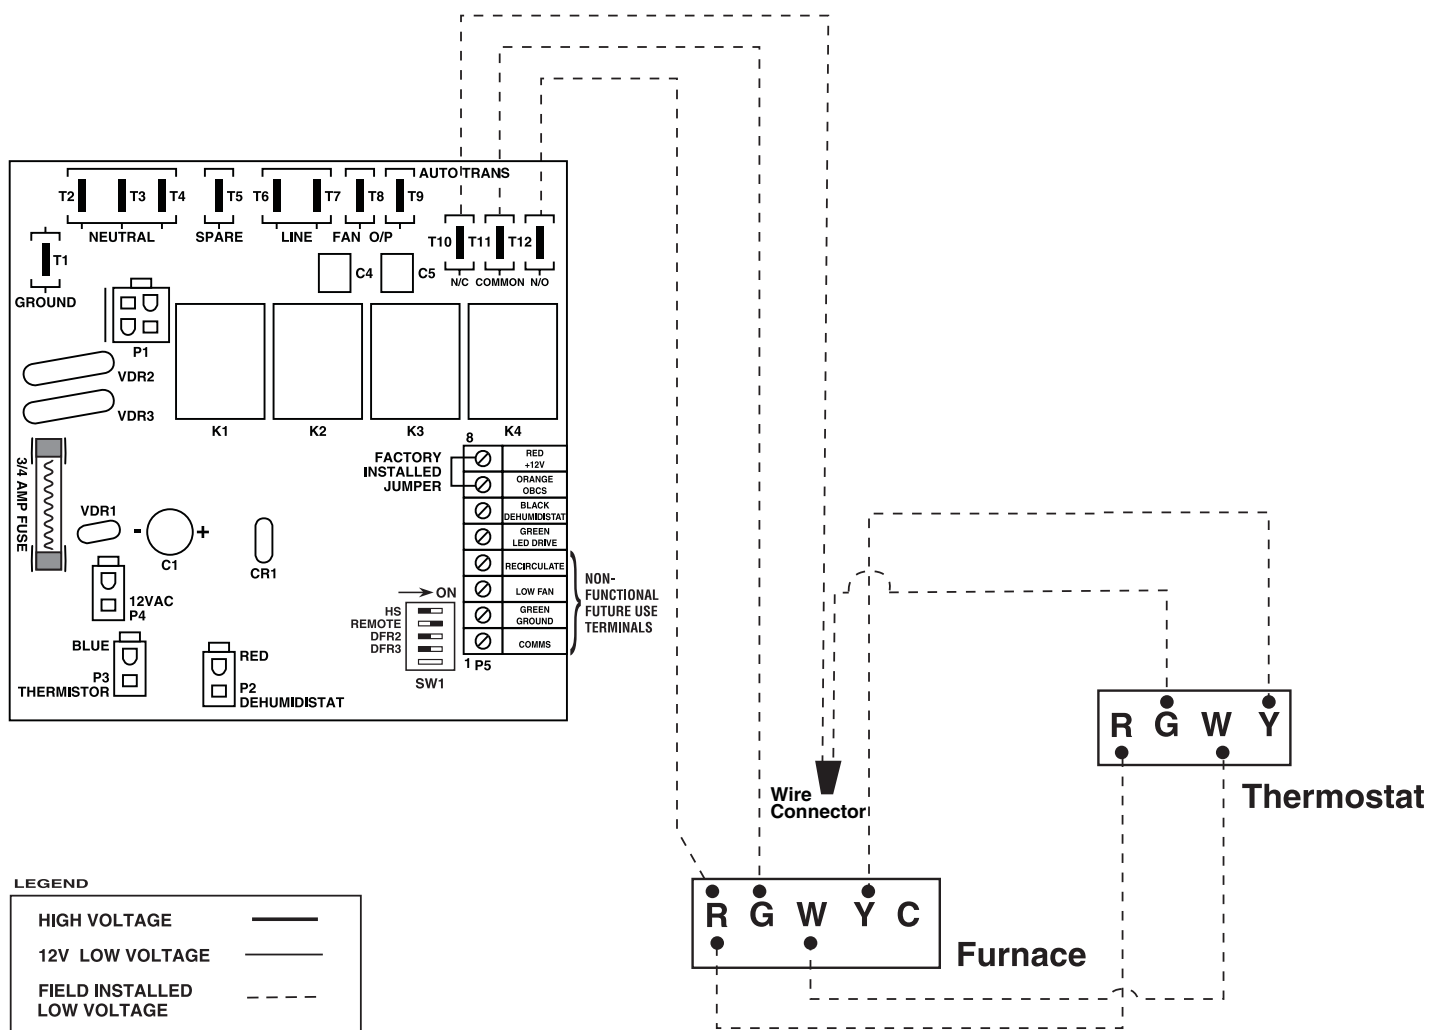 AUTO TRANS
T2 T3 T4 T5 T6 T7 T8 T9
NEUTRAL SPARE LINE FAN O/P
T10 T11 T12
N/C COMMON N/O
T1
GROUND
C4 C5
P1
VDR2
VDR3
K1 K2 K3 K4
3/4 AMP FUSE
VDR1
- +
C1
CR1
12VAC
P4
BLUE
P3
THERMISTOR
RED
P2
DEHUMIDISTAT
FACTORY
INSTALLED
JUMPER
8
RED
+12V
ORANGE
OBCS
BLACK
DEHUMIDISTAT
GREEN
LED DRIVE
RECIRCULATE
LOW FAN
GREEN
GROUND
COMMS
1 P5
NON-
FUNCTIONAL
FUTURE USE
TERMINALS
ON
HS
REMOTE
DFR2
DFR3
SW1
R G W Y
Thermostat
Wire
Connector
R G W Y C
Furnace
LEGEND
HIGH VOLTAGE
12V LOW VOLTAGE
FIELD INSTALLED
LOW VOLTAGE